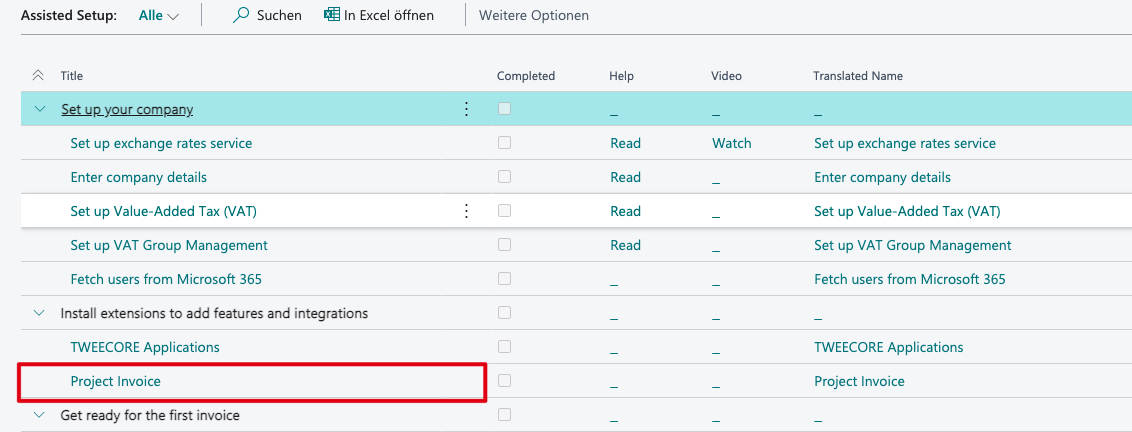 Assisted Setup: Alle Suchen In Excel öffnen Weitere Optionen
Title Completed Help Video Translated Name
Set up your company _ _ _
Set up exchange rates service Read Watch Set up exchange rates service
Enter company details Read _ Enter company details
Set up Value-Added Tax (VAT) Read _ Set up Value-Added Tax (VAT)
Set up VAT Group Management Read _ Set up VAT Group Management
Fetch users from Microsoft 365 _ _ Fetch users from Microsoft 365
Install extensions to add features and integrations _ _ _
TWEECORE Applications _ _ TWEECORE Applications
Project Invoice _ _ Project Invoice
Get ready for the first invoice _ _ _